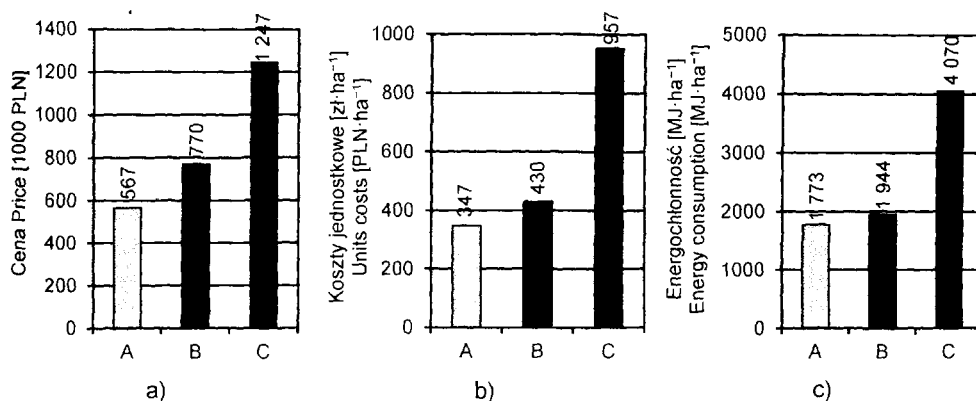 Cena Price [1000 PLN]
1400
1200
1000
800
600
400
200
0
567
770
1 247
A
B
C
a)
Koszty jednostkowe [zł·ha⁻¹]
Units costs [PLN·ha⁻¹]
1000
800
600
400
200
0
347
430
957
A
B
C
b)
Energochłonność [MJ·ha⁻¹]
Energy consumption [MJ·ha⁻¹]
5000
4000
3000
2000
1000
0
1 773
1 944
4 070
A
B
C
c)